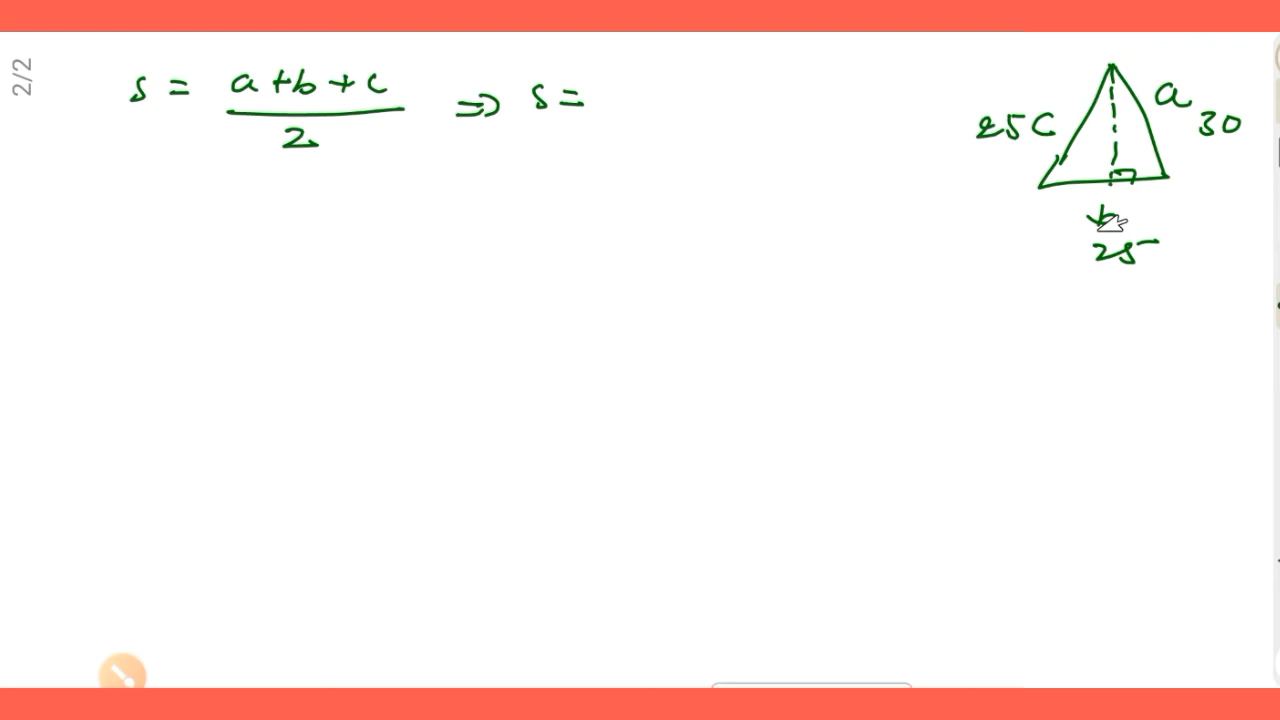 2/2
s = a+b+c / 2 ⇒ s =
a
25 C
30
b
25